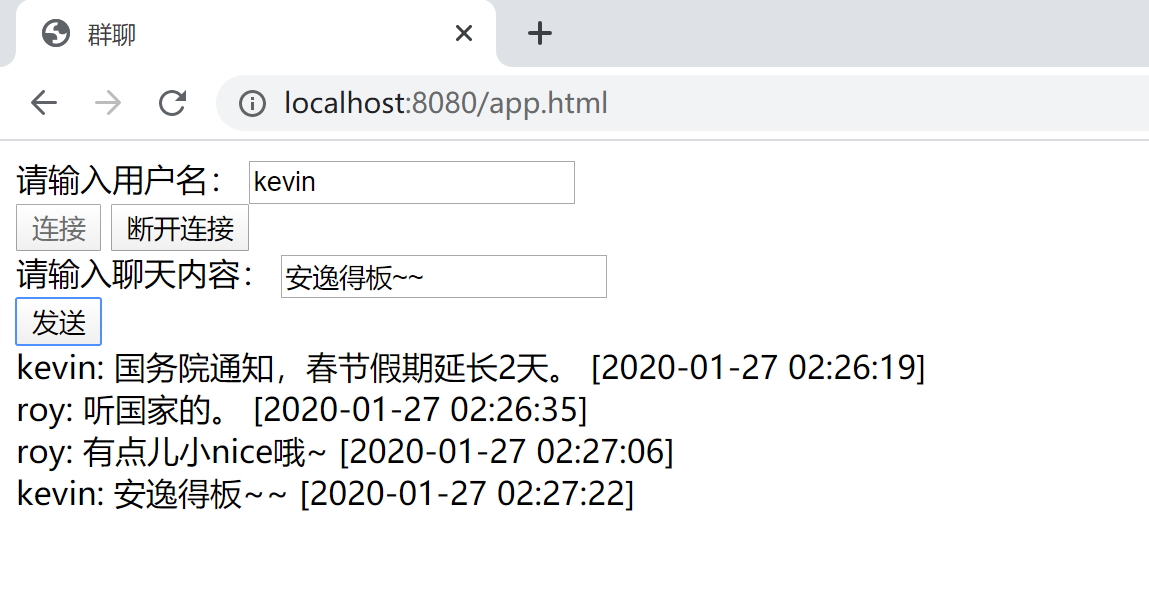 群聊
localhost:8080/app.html
请输入用户名： kevin
连接 断开连接
请输入聊天内容： 安逸得板~~
发送
kevin: 国务院通知，春节假期延长2天。 [2020-01-27 02:26:19]
roy: 听国家的。 [2020-01-27 02:26:35]
roy: 有点儿小nice哦~ [2020-01-27 02:27:06]
kevin: 安逸得板~~ [2020-01-27 02:27:22]